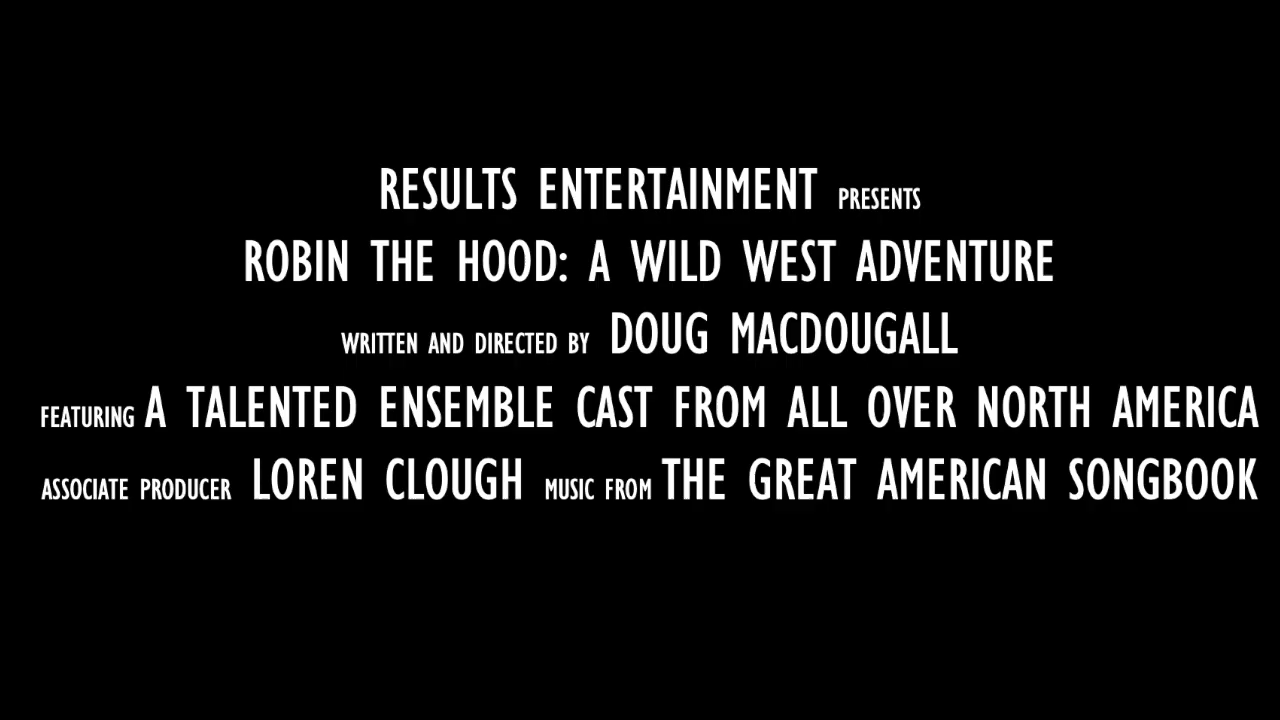 RESULTS ENTERTAINMENT PRESENTS
ROBIN THE HOOD: A WILD WEST ADVENTURE
WRITTEN AND DIRECTED BY DOUG MACDOUGALL
FEATURING A TALENTED ENSEMBLE CAST FROM ALL OVER NORTH AMERICA
ASSOCIATE PRODUCER LOREN CLOUGH MUSIC FROM THE GREAT AMERICAN SONGBOOK